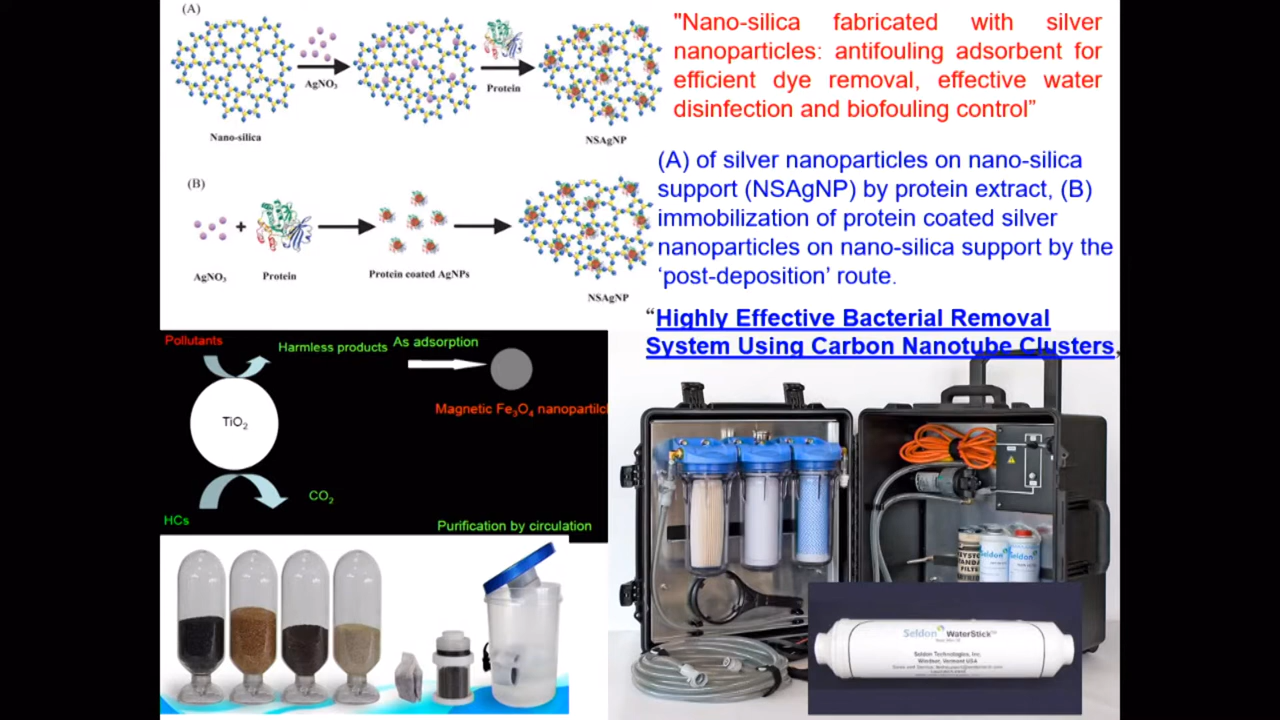 (A)
AgNO₃
Protein
Nano-silica
NSAgNP
"Nano-silica fabricated with silver
nanoparticles: antifouling adsorbent for
efficient dye removal, effective water
disinfection and biofouling control”
(A) of silver nanoparticles on nano-silica
support (NSAgNP) by protein extract, (B)
immobilization of protein coated silver
nanoparticles on nano-silica support by the
‘post-deposition’ route.
(B)
AgNO₃
+
Protein
Protein coated AgNPs
NSAgNP
“Highly Effective Bacterial Removal
System Using Carbon Nanotube Clusters,
Pollutants
Harmless products
As adsorption
TiO₂
Magnetic Fe₃O₄ nanopartilc
CO₂
HCs
Purification by circulation
Seldon
Seldon
Seldon WaterStick™
Seldon Technologies, Inc.
Windsor, Vermont USA